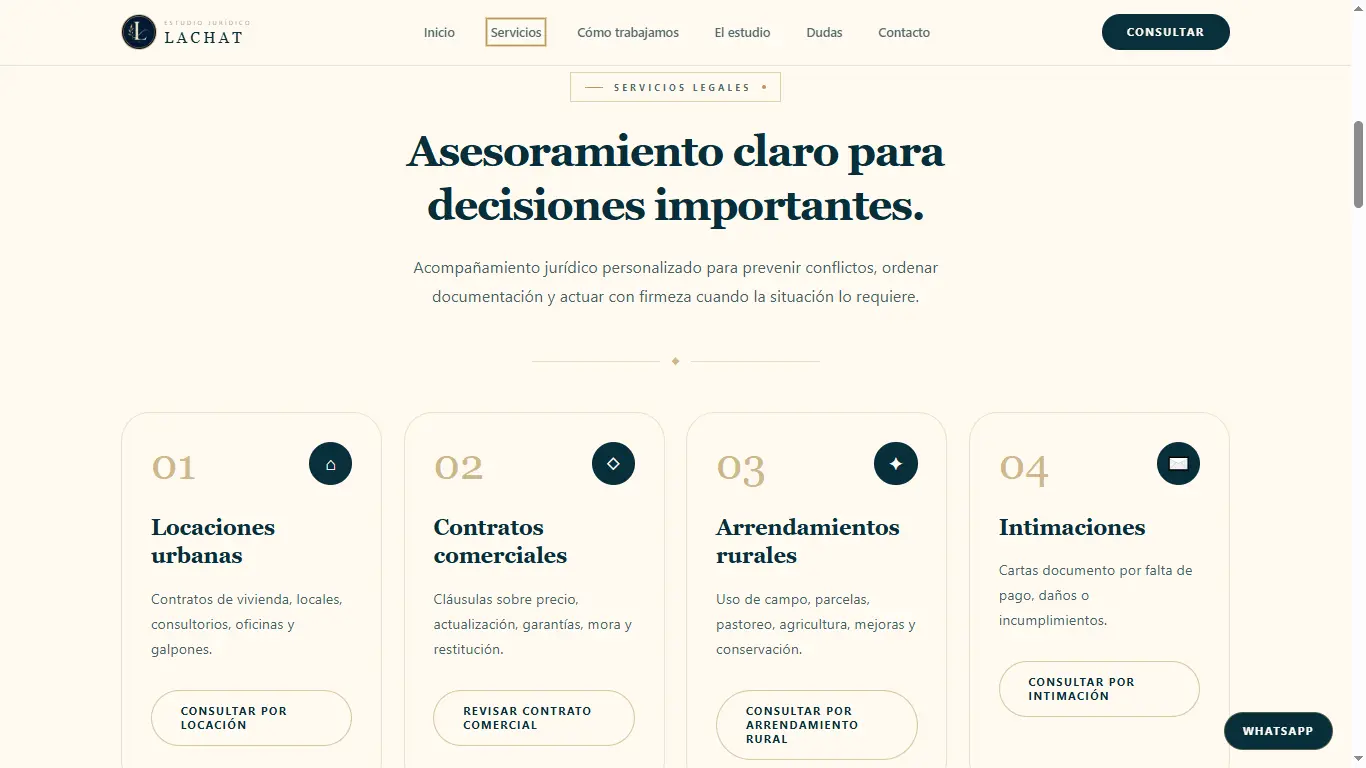 ESTUDIO JURÍDICO
LACHAT
Inicio
Servicios
Cómo trabajamos
El estudio
Dudas
Contacto
CONSULTAR
SERVICIOS LEGALES
Asesoramiento claro para
decisiones importantes.
Acompañamiento jurídico personalizado para prevenir conflictos, ordenar
documentación y actuar con firmeza cuando la situación lo requiere.
01
Locaciones
urbanas
Contratos de vivienda, locales,
consultorios, oficinas y
galpones.
CONSULTAR POR
LOCACIÓN
02
Contratos
comerciales
Cláusulas sobre precio,
actualización, garantías, mora y
restitución.
REVISAR CONTRATO
COMERCIAL
03
Arrendamientos
rurales
Uso de campo, parcelas,
pastoreo, agricultura, mejoras y
conservación.
CONSULTAR POR
ARRENDAMIENTO
RURAL
04
Intimaciones
Cartas documento por falta de
pago, daños o
incumplimientos.
CONSULTAR POR
INTIMACIÓN
WHATSAPP